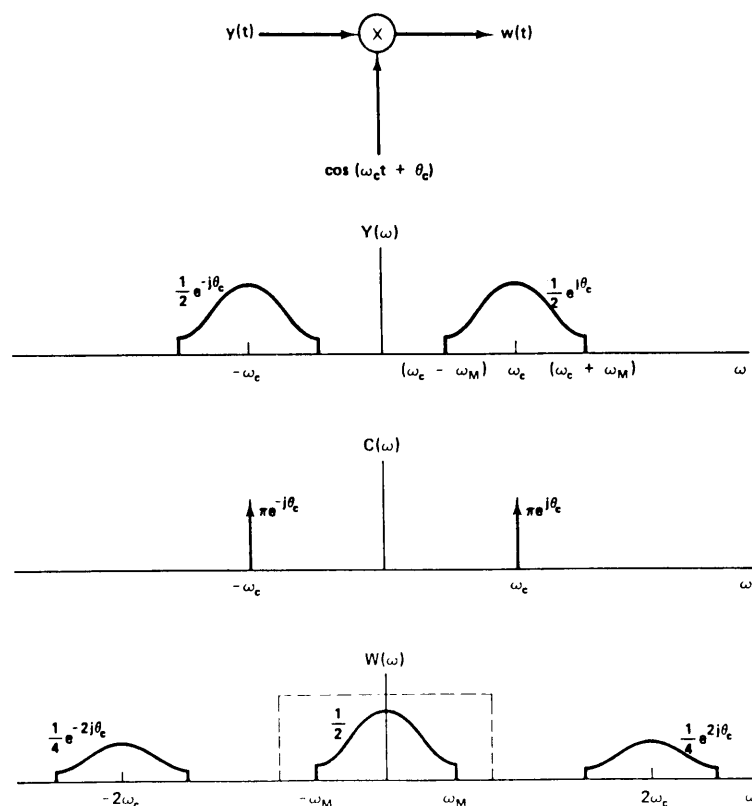 y(t) X w(t)
cos (ω_c t + θ_c)
Y(ω)
1/2 e^{-jθ_c} 1/2 e^{jθ_c}
-ω_c (ω_c - ω_M) ω_c (ω_c + ω_M) ω
C(ω)
πe^{-jθ_c} πe^{jθ_c}
-ω_c ω_c ω
W(ω)
1/4 e^{-2jθ_c} 1/2 1/4 e^{2jθ_c}
-2ω_c -ω_M ω_M 2ω_c ω